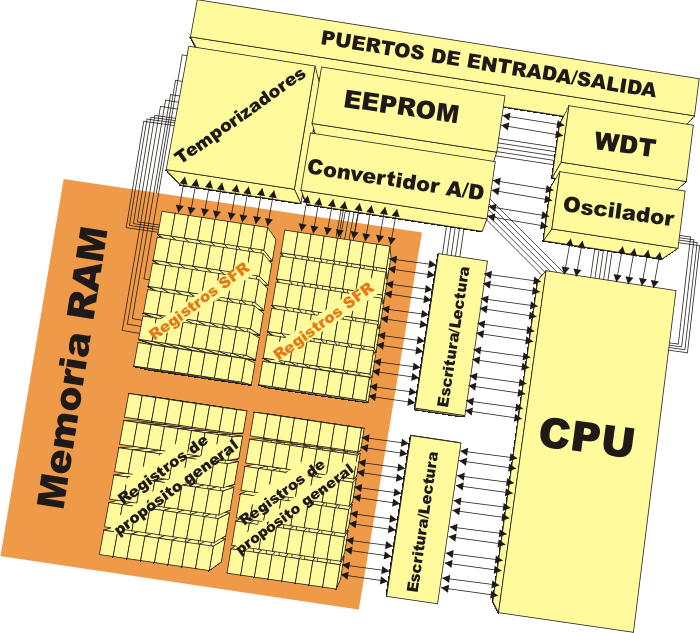 PUERTOS DE ENTRADA/SALIDA
Temporizadores
EEPROM
WDT
Convertidor A/D
Oscilador
Memoria RAM
Registros SFR
Registros SFR
Escritura/Lectura
CPU
Registros de
propósito general
Registros de
propósito general
Escritura/Lectura